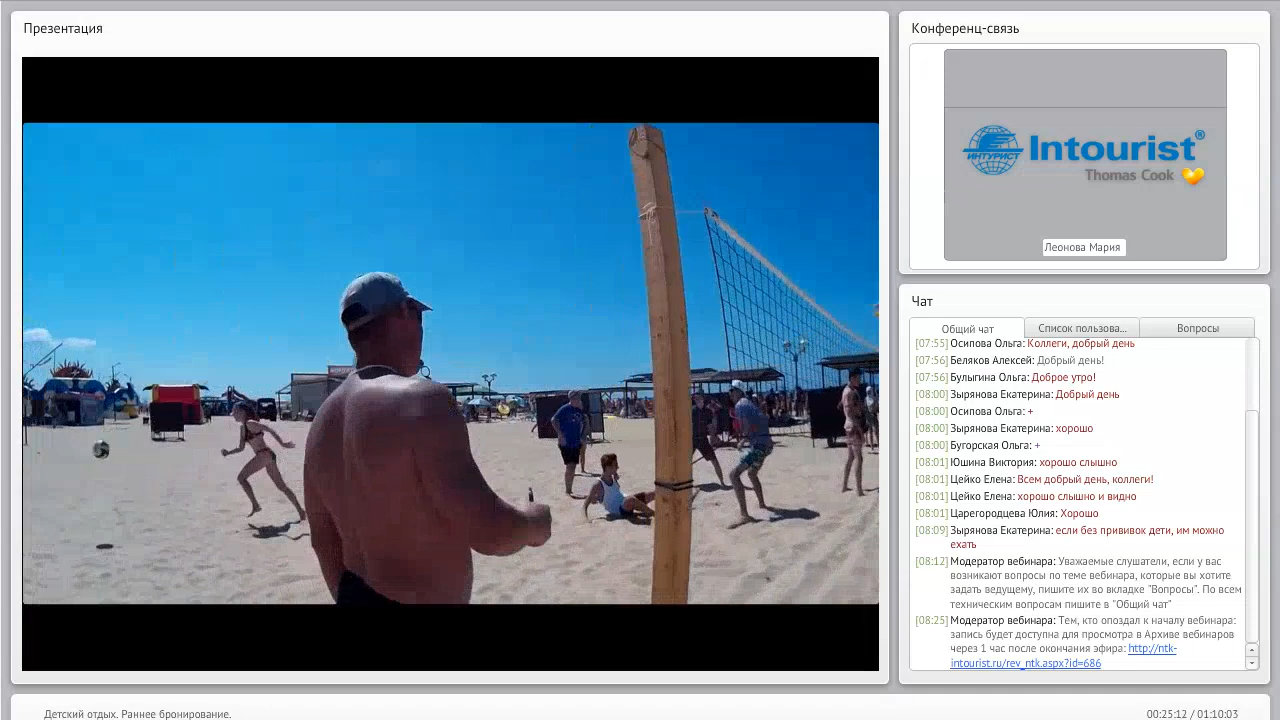 Презентация
Конференц-связь
ИНТУРИСТ
Intourist®
Thomas Cook
Леонова Мария
Чат
Общий чат
Список пользова...
Вопросы
[07:55] Осипова Ольга: Коллеги, добрый день
[07:56] Беляков Алексей: Добрый день!
[07:56] Булыгина Ольга: Доброе утро!
[08:00] Зырянова Екатерина: Добрый день
[08:00] Осипова Ольга: +
[08:00] Зырянова Екатерина: хорошо
[08:00] Бугорская Ольга: +
[08:01] Юшина Виктория: хорошо слышно
[08:01] Цейко Елена: Всем добрый день, коллеги!
[08:01] Цейко Елена: хорошо слышно и видно
[08:01] Царегородцева Юлия: Хорошо
[08:09] Зырянова Екатерина: если без прививок дети, им можно
ехать
[08:12] Модератор вебинара: Уважаемые слушатели, если у вас
возникают вопросы по теме вебинара, которые вы хотите
задать ведущему, пишите их во вкладке "Вопросы". По всем
техническим вопросам пишите в "Общий чат"
[08:25] Модератор вебинара: Тем, кто опоздал к началу вебинара:
запись будет доступна для просмотра в Архиве вебинаров
через 1 час после окончания эфира: http://ntk-
intourist.ru/rev_ntk.aspx?id=686
Детский отдых. Раннее бронирование.
00:25:12 / 01:10:03